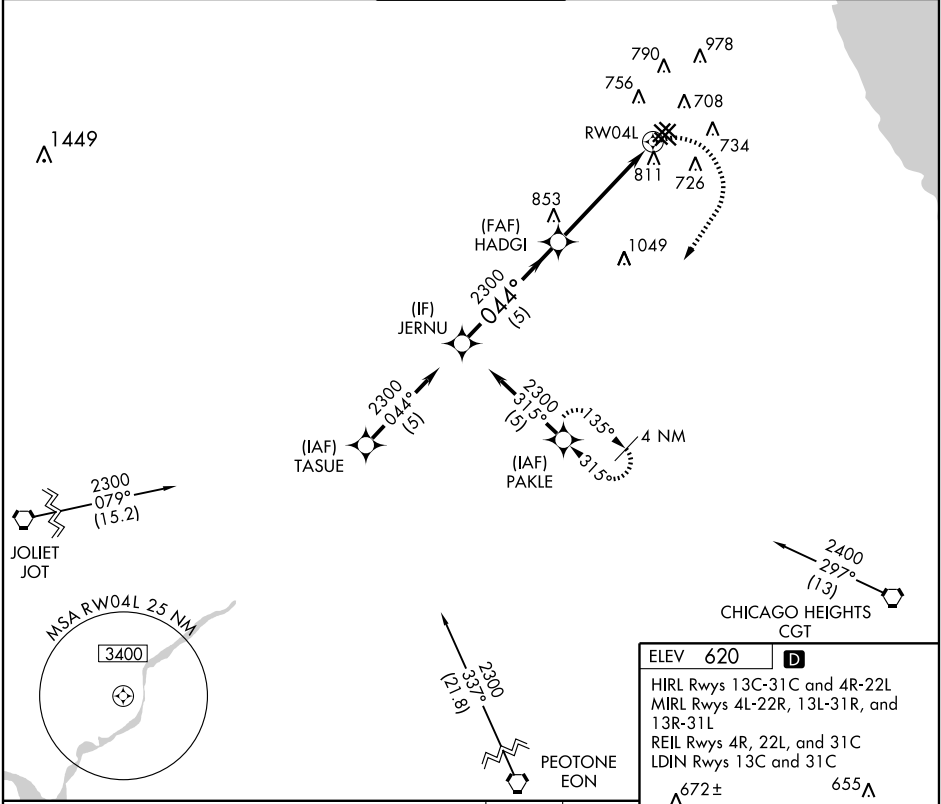 790
978
756
708
1449
RW04L
734
811
726
853
(FAF)
HADGI
1049
2300
044°
(5)
(IF)
JERNU
2300
044°
(5)
2300
315°
(5)
135°
4 NM
315°
(IAF)
TASUE
(IAF)
PAKLE
2300
079°
(15.2)
JOLIET
JOT
2400
297°
(13)
CHICAGO HEIGHTS
CGT
MSA RW04L 25 NM
3400
2300
337°
(21.8)
PEOTONE
EON
ELEV 620 D
HIRL Rwys 13C-31C and 4R-22L
MIRL Rwys 4L-22R, 13L-31R, and
13R-31L
REIL Rwys 4R, 22L, and 31C
LDIN Rwys 13C and 31C
672±
655